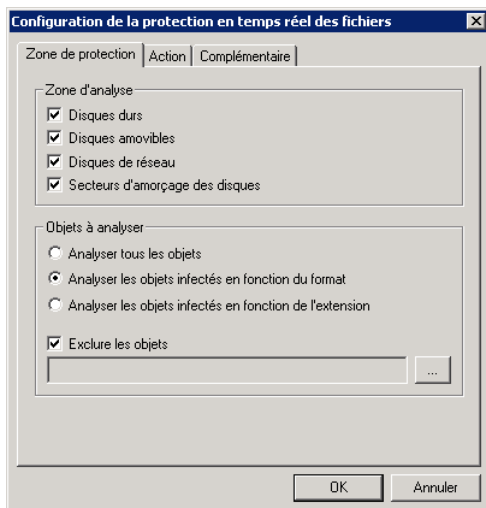 Configuration de la protection en temps réel des fichiers
Zone de protection Action Complémentaire
Zone d'analyse
Disques durs
Disques amovibles
Disques de réseau
Secteurs d'amorçage des disques
Objets à analyser
Analyser tous les objets
Analyser les objets infectés en fonction du format
Analyser les objets infectés en fonction de l'extension
Exclure les objets
...
OK Annuler